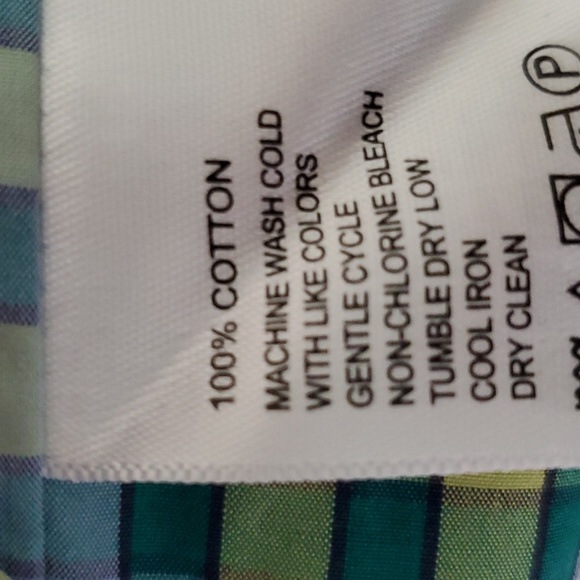 100% COTTON
MACHINE WASH COLD
WITH LIKE COLORS
GENTLE CYCLE
NON-CHLORINE BLEACH
TUMBLE DRY LOW
COOL IRON
DRY CLEAN
P